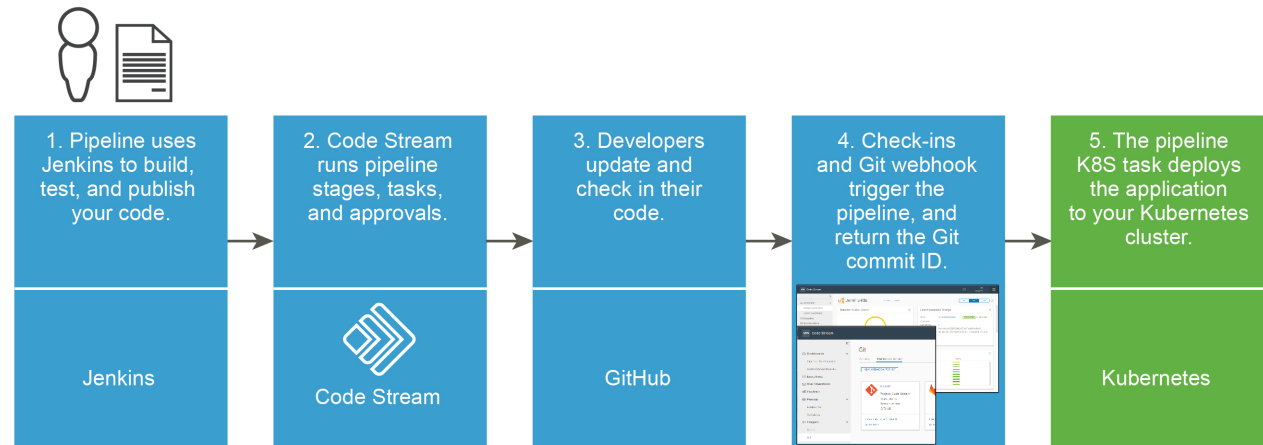 1. Pipeline uses
Jenkins to build,
test, and publish
your code.
2. Code Stream
runs pipeline
stages, tasks,
and approvals.
3. Developers
update and
check in their
code.
4. Check-ins
and Git webhook
trigger the
pipeline, and
return the Git
commit ID.
5. The pipeline
K8S task deploys
the application
to your Kubernetes
cluster.
Jenkins
Code Stream
GitHub
Git
Kubernetes